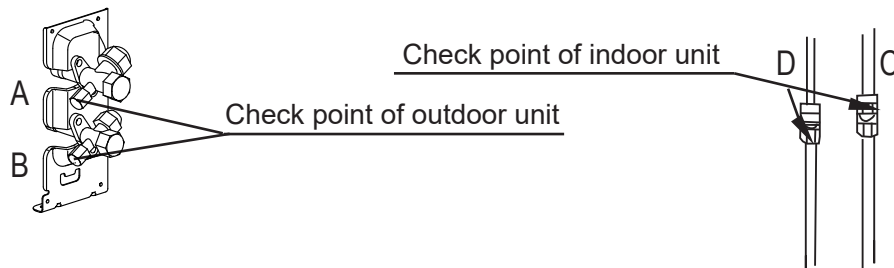 Check point of indoor unit
D
C
A
Check point of outdoor unit
B